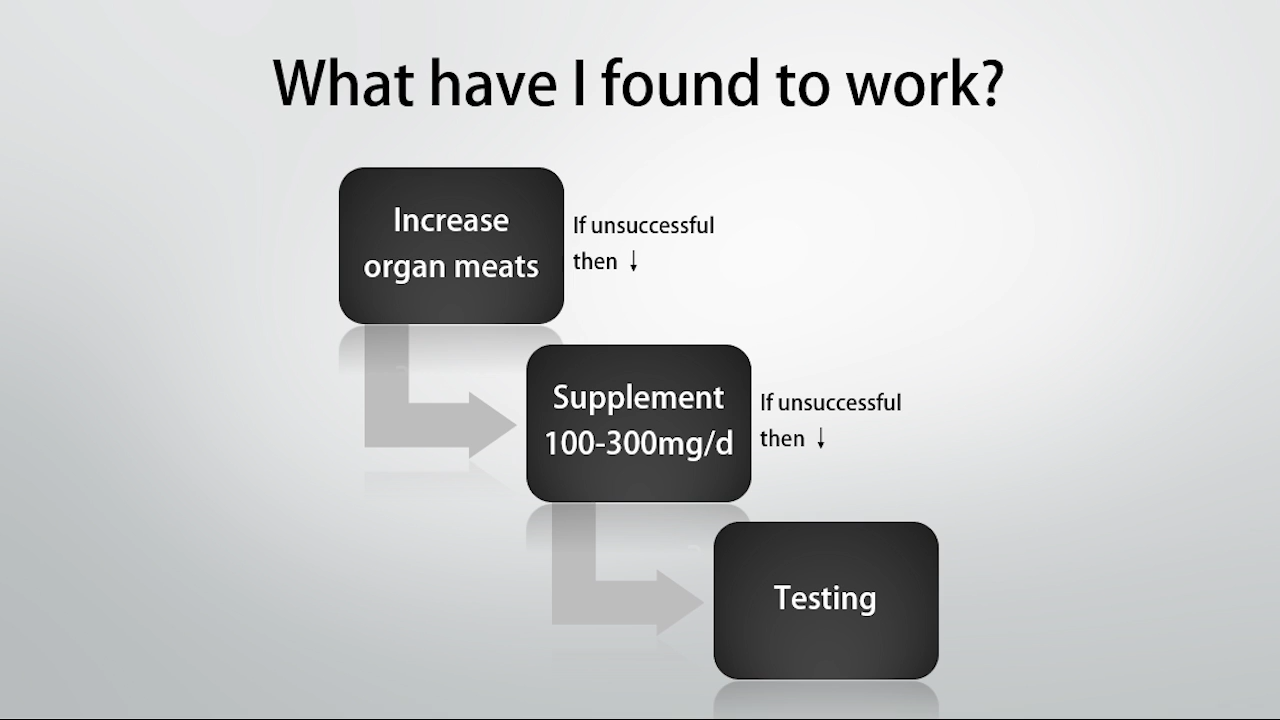 What have I found to work?
Increase
organ meats
If unsuccessful
then ↓
Supplement
100-300mg/d
If unsuccessful
then ↓
Testing